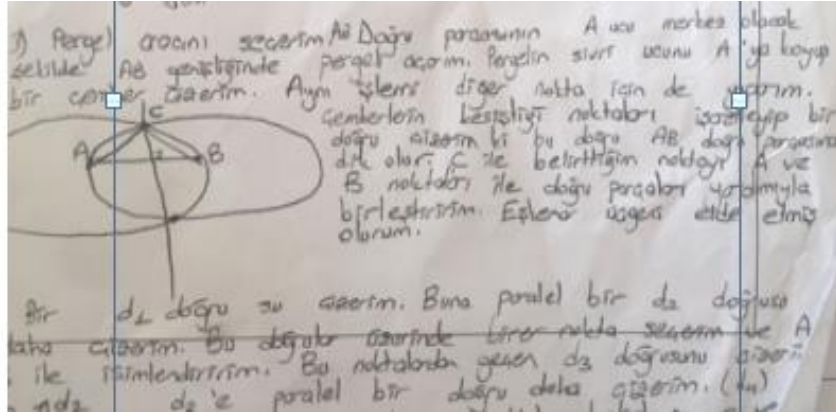 1) Pergel aracını seçerim AB Doğru parçasının A ucu merkez olacak
şekilde AB genişliğinde pergel açarım. Pergelin sivri ucunu A'ya koyup
bir çember çizerim. Aynı işlemi diğer nokta için de yaparım.
Çemberlerin kesiştiği noktaları işaretleyip bir
doğru çizerim ki bu doğru AB doğru parçasına
dik olur. C ile belirttiğim noktayı A ve
B noktaları ile doğru parçaları yardımıyla
birleştiririm. Eşkenar üçgen elde etmiş
olurum.
C
A
B
Bir d1 doğru su çizerim. Buna paralel bir d2 doğrusu
daha çizerim. Bu doğrular üzerinde birer nokta seçerim ve A
ile isimlendiririm. Bu noktalardan geçen d3 doğrusunu çizerim
d2 'e paralel bir doğru daha çizerim. (d4)